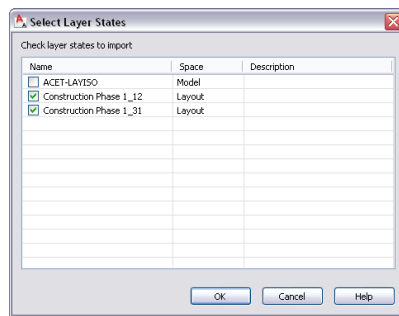 Select Layer States
Check layer states to import
Name Space Description
ACET-LAYISO Model
Construction Phase 1_12 Layout
Construction Phase 1_31 Layout
OK Cancel Help